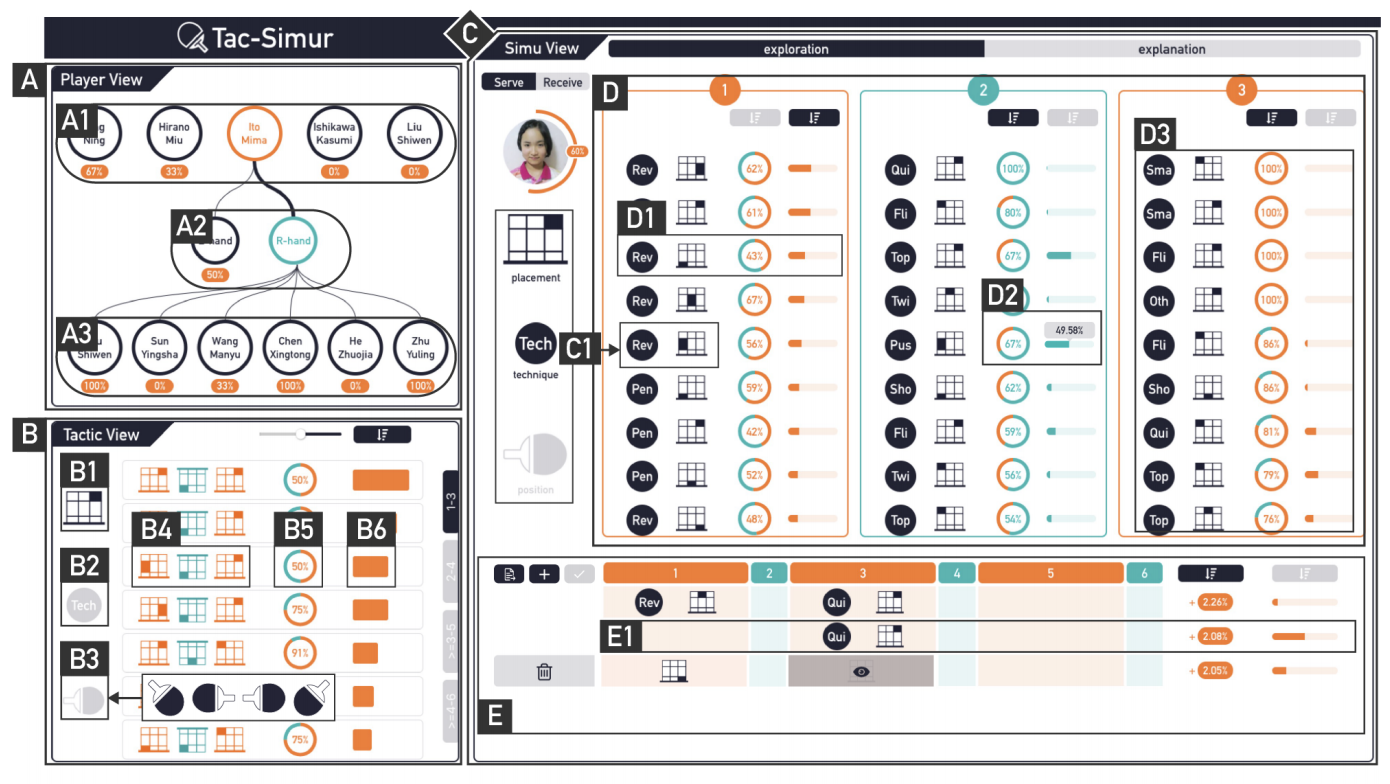 Tac-Simur
A
Player View
A1
Ning
Hirano
Miu
Ito
Mima
Ishikawa
Kasumi
Liu
Shiwen
67%
33%
0%
0%
A2
hand
R-hand
50%
A3
Shiwen
Sun
Yingsha
Wang
Manyu
Chen
Xingtong
He
Zhuojia
Zhu
Yuling
100%
0%
33%
100%
0%
100%
B
Tactic View
B1
50%
1-3
B4
B5
B6
B2
Tech
50%
2-4
75%
B3
91%
>=3-5
>=4-6
75%
C
Simu View
exploration
explanation
Serve
Receive
60%
placement
Tech
technique
position
C1
D
1
2
3
D3
Rev
62%
Qui
100%
Sma
100%
D1
61%
Fli
80%
Sma
100%
Rev
43%
Top
67%
Fli
100%
Rev
67%
Twi
D2
Oth
100%
Rev
56%
Pus
67%
49.58%
Fli
86%
Pen
59%
Sho
62%
Sho
86%
Pen
42%
Fli
59%
Qui
81%
Pen
52%
Twi
56%
Top
79%
Rev
48%
Top
54%
Top
76%
1
2
3
4
5
6
Rev
Qui
+ 2.26%
E1
Qui
+ 2.08%
+ 2.05%
E